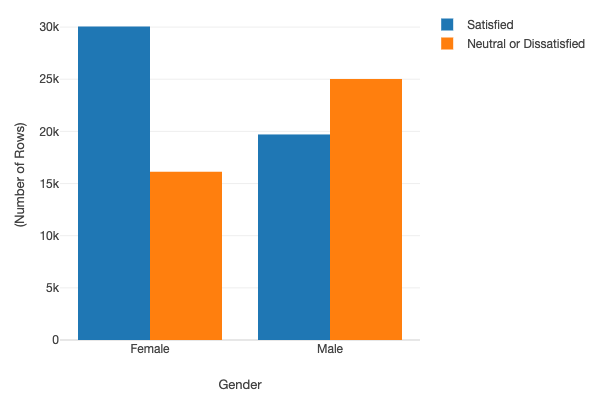 Satisfied
Neutral or Dissatisfied
30k
25k
20k
15k
10k
5k
0
(Number of Rows)
Female
Male
Gender